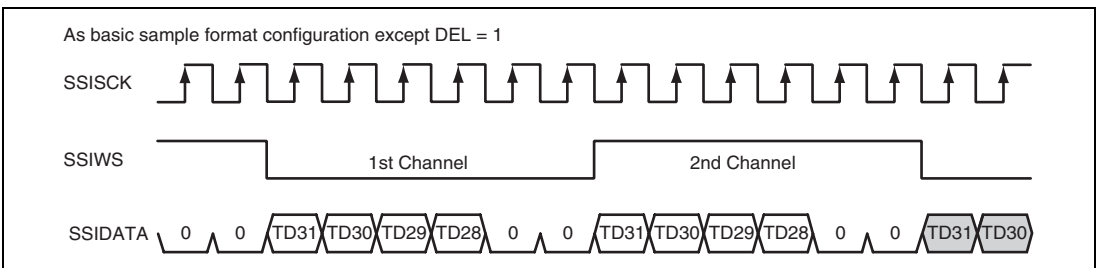 As basic sample format configuration except DEL = 1
SSISCK
SSIWS 1st Channel 2nd Channel
SSIDATA 0 0 TD31 TD30 TD29 TD28 0 0 TD31 TD30 TD29 TD28 0 0 TD31 TD30